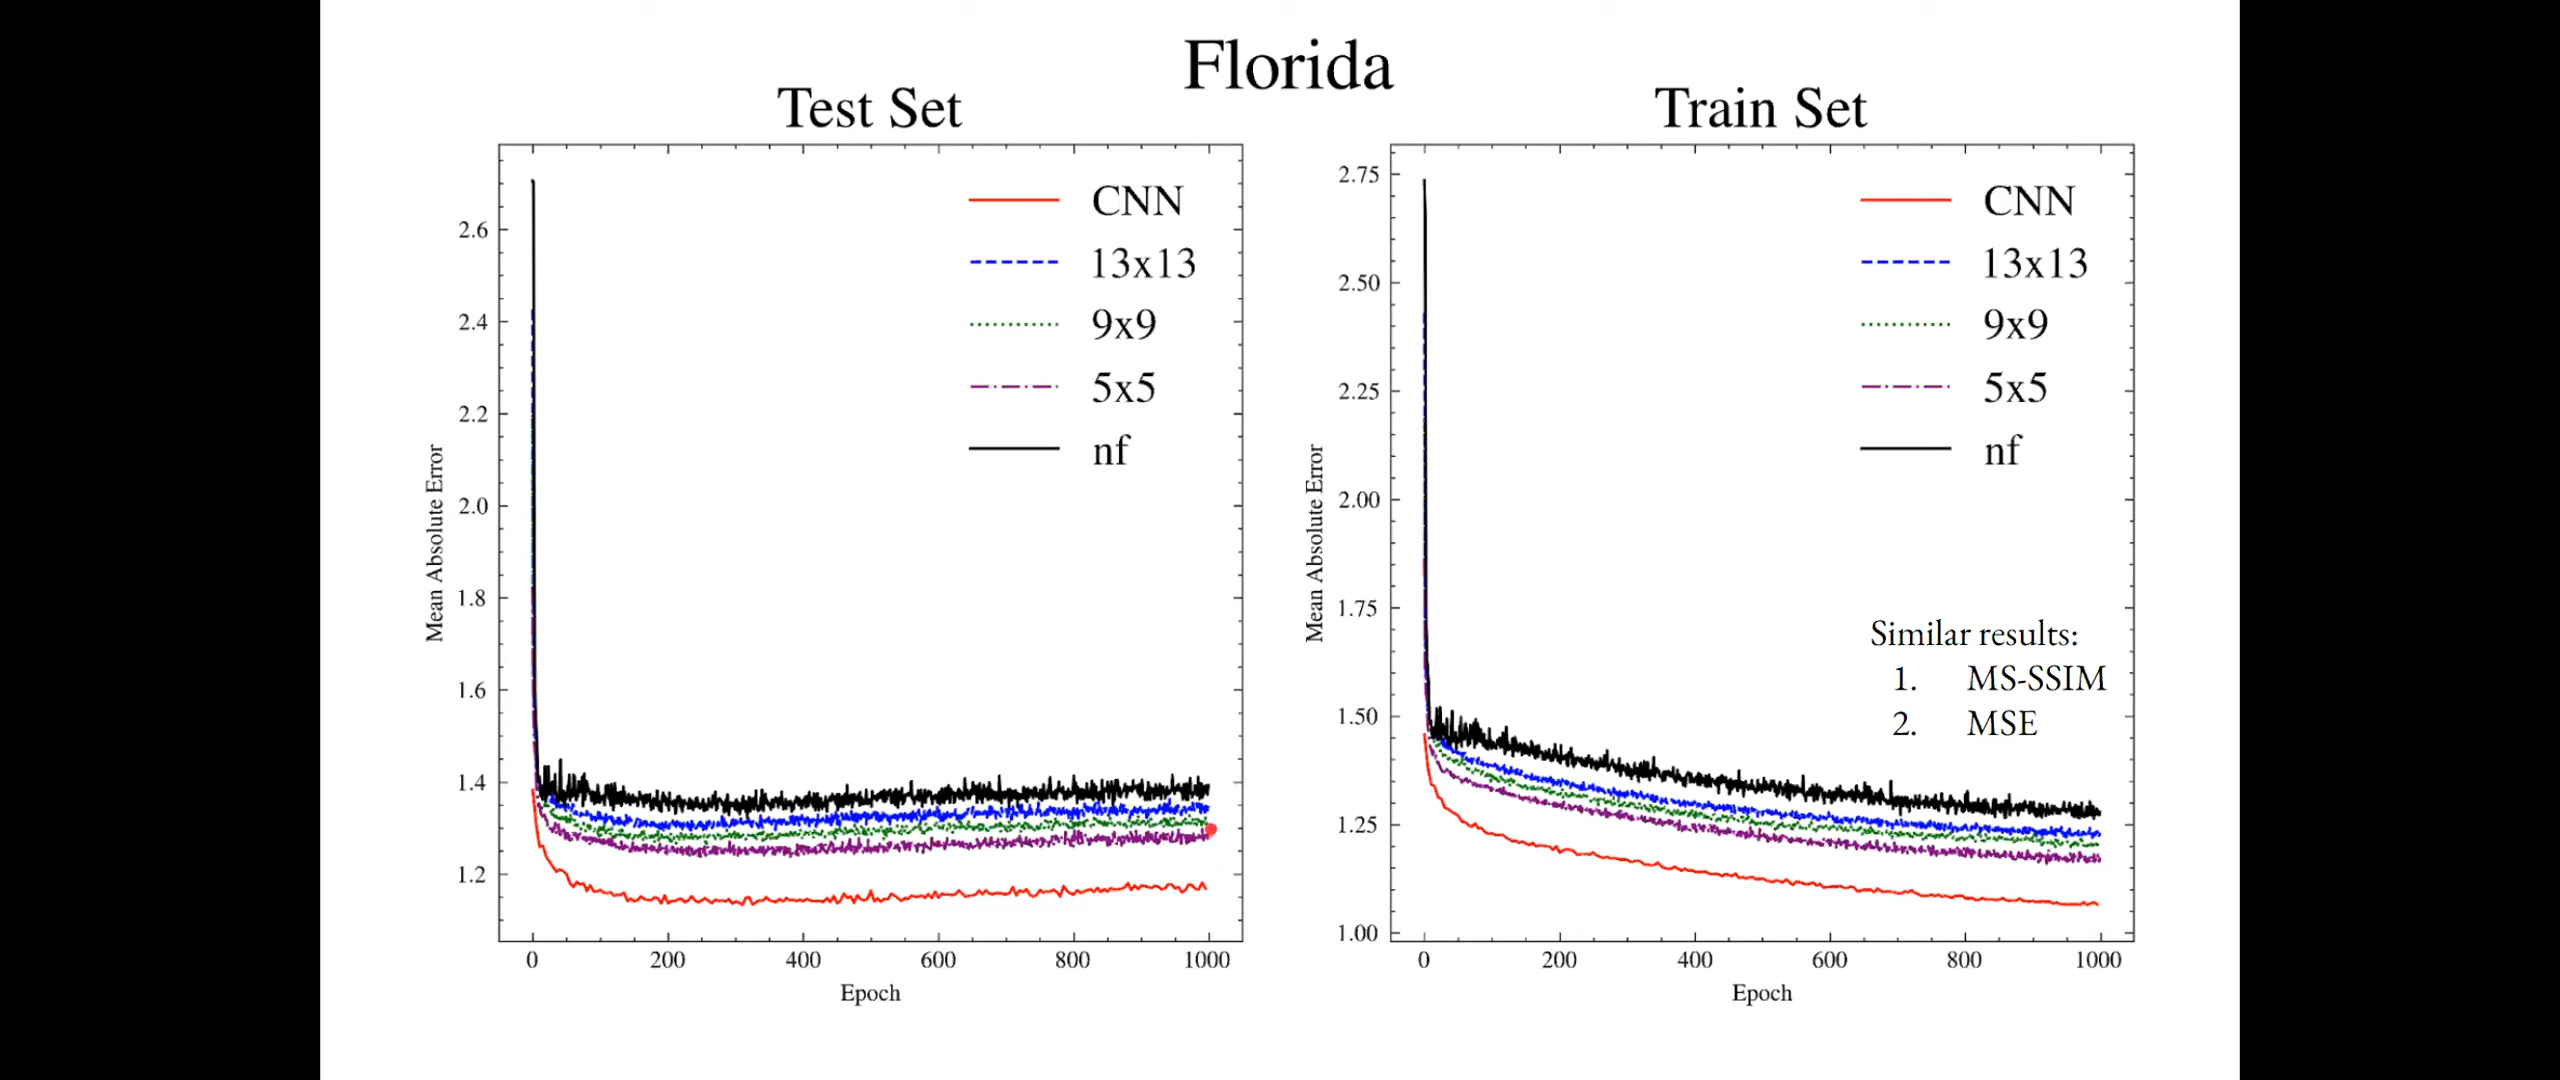 Florida
Test Set
Mean Absolute Error
2.6
2.4
2.2
2.0
1.8
1.6
1.4
1.2
CNN
13x13
9x9
5x5
nf
0 200 400 600 800 1000
Epoch
Train Set
Mean Absolute Error
2.75
2.50
2.25
2.00
1.75
1.50
1.25
1.00
CNN
13x13
9x9
5x5
nf
Similar results:
1. MS-SSIM
2. MSE
0 200 400 600 800 1000
Epoch